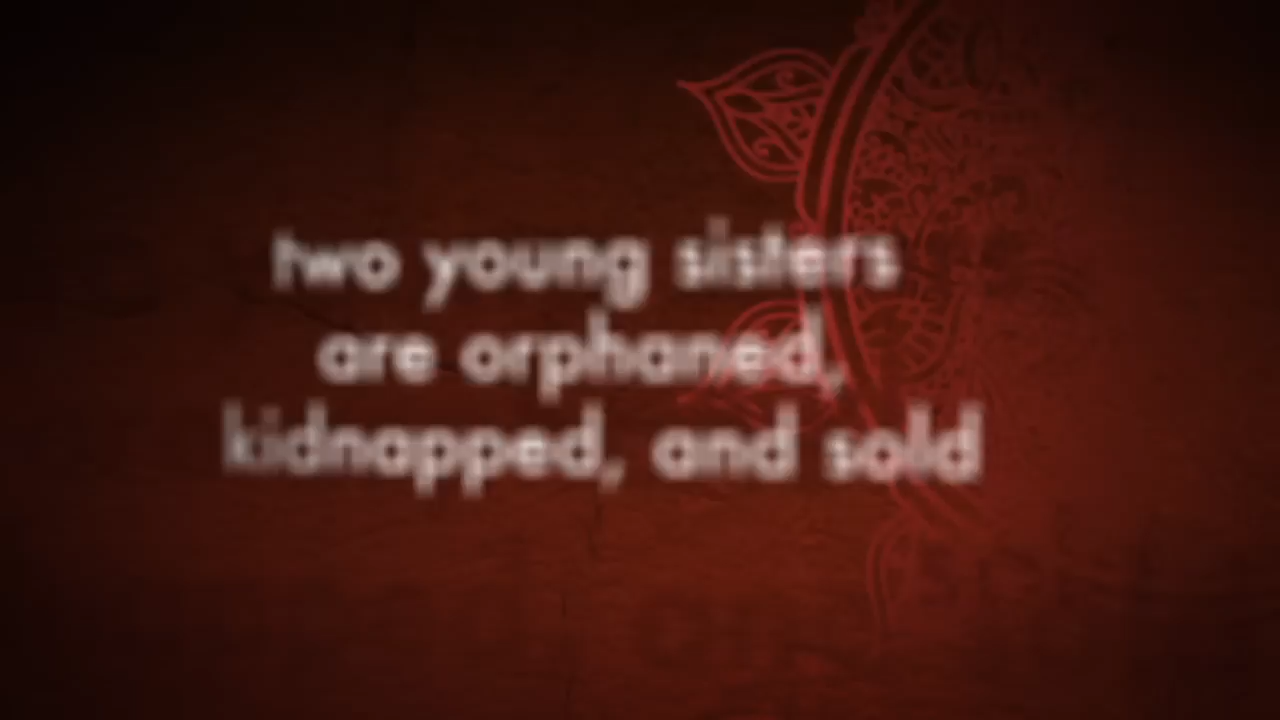 two young sisters
are orphaned,
kidnapped, and sold